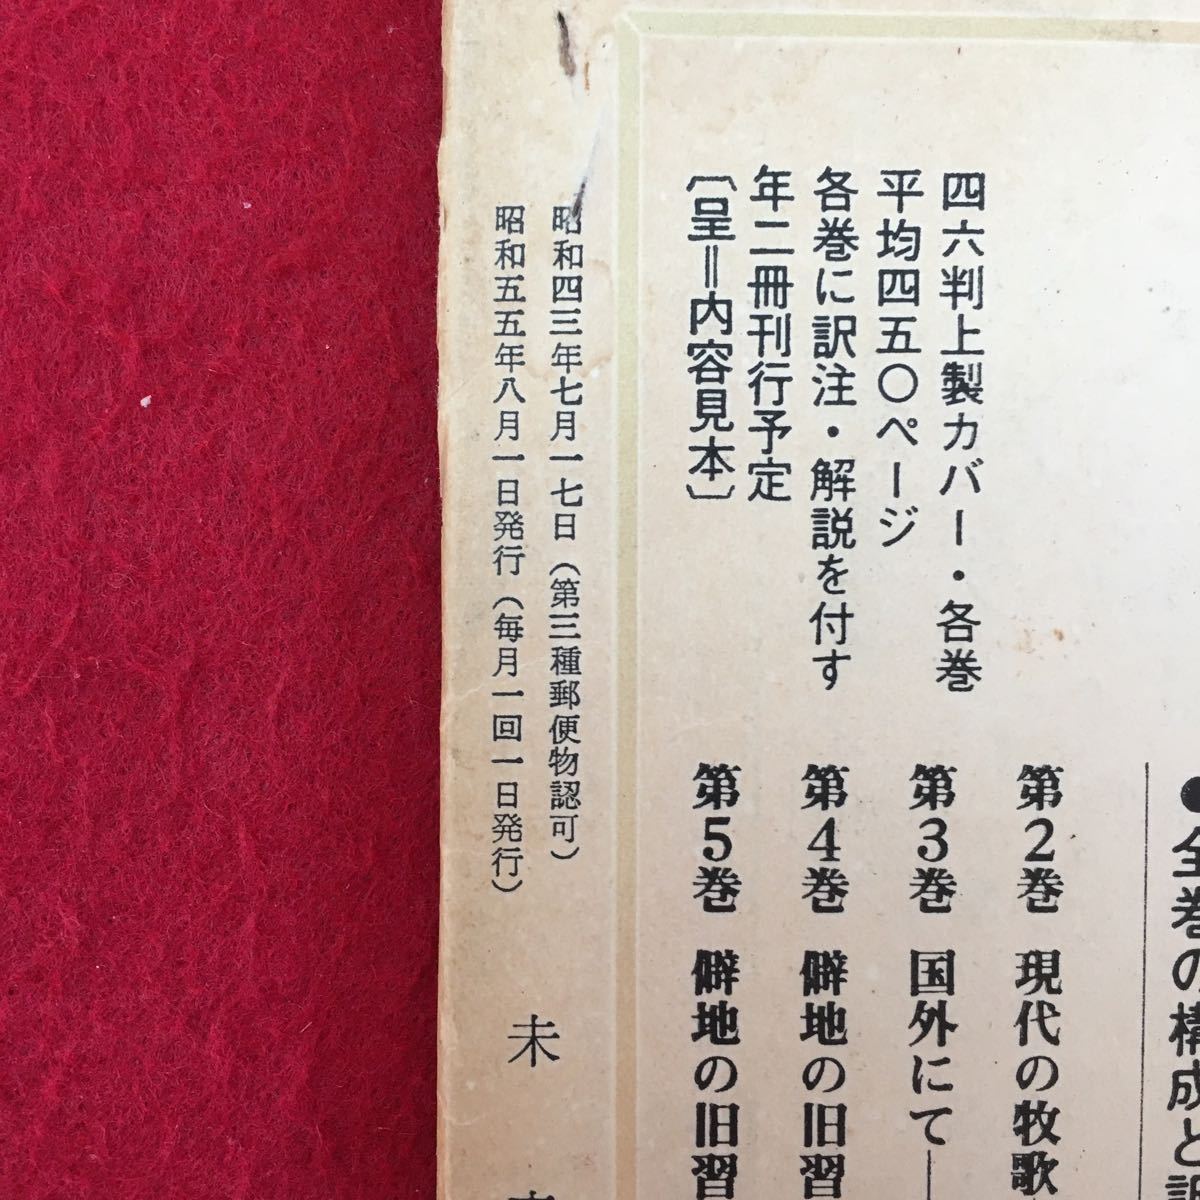 四六判上製カバー・各巻
平均四五〇ページ
各巻に訳注・解説を付す
年二冊刊行予定
〔呈=内容見本〕
●全巻の構成と訳
第2巻 現代の牧歌
第3巻 国外にて―
第4巻 僻地の旧習
第5巻 僻地の旧習
昭和四三年七月一七日(第三種郵便物認可)
昭和五五年八月一日発行(毎月一回一日発行)
未